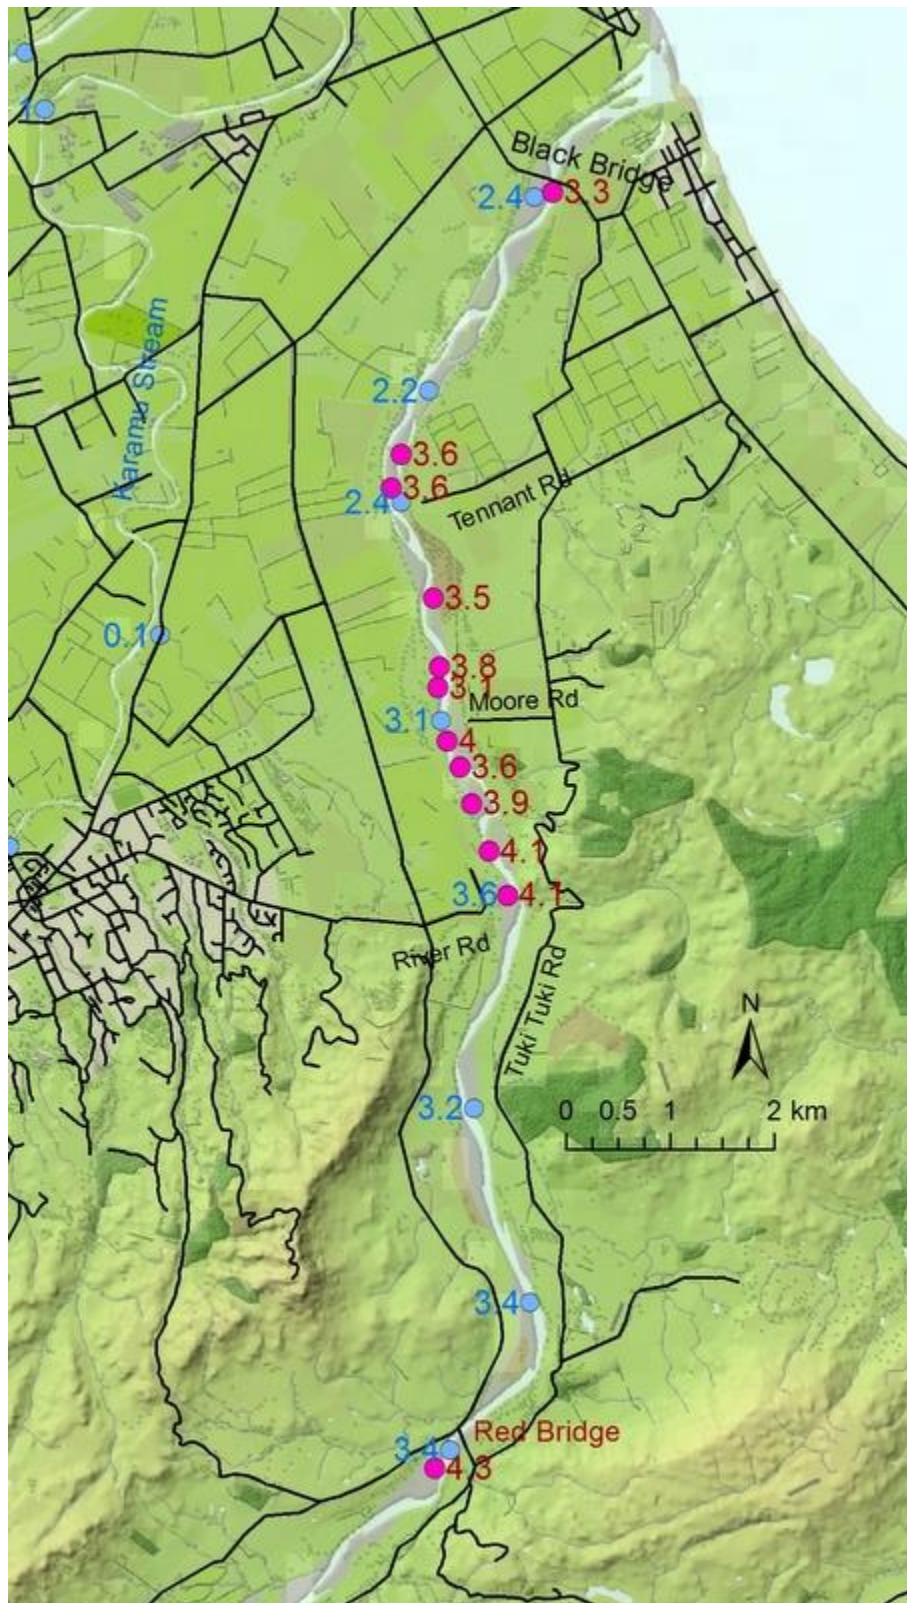 1
Black Bridge
2.4
3.3
Karamu Stream
2.2
3.6
3.6
2.4
Tennant Rd
3.5
0.1
3.8
3.1
Moore Rd
3.1
4
3.6
3.9
4.1
3.6
4.1
River Rd
Tuki Tuki Rd
N
0 0.5 1 2 km
3.2
3.4
Red Bridge
3.4
4.3